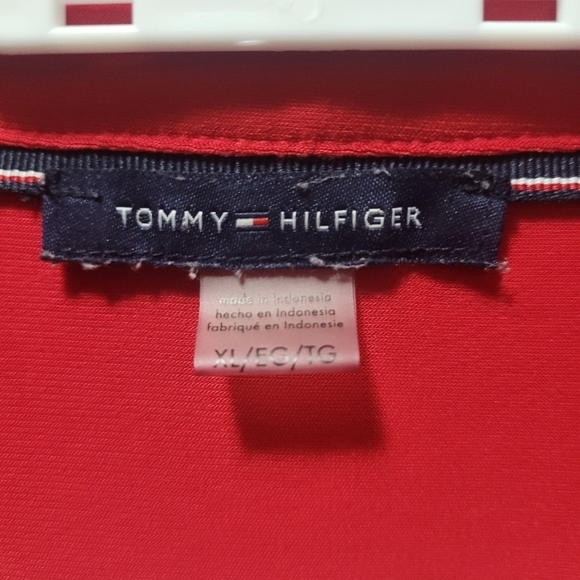 TOMMY HILFIGER
made in Indonesia
hecho en Indonesia
fabriqué en Indonesie
XL/EG/TG